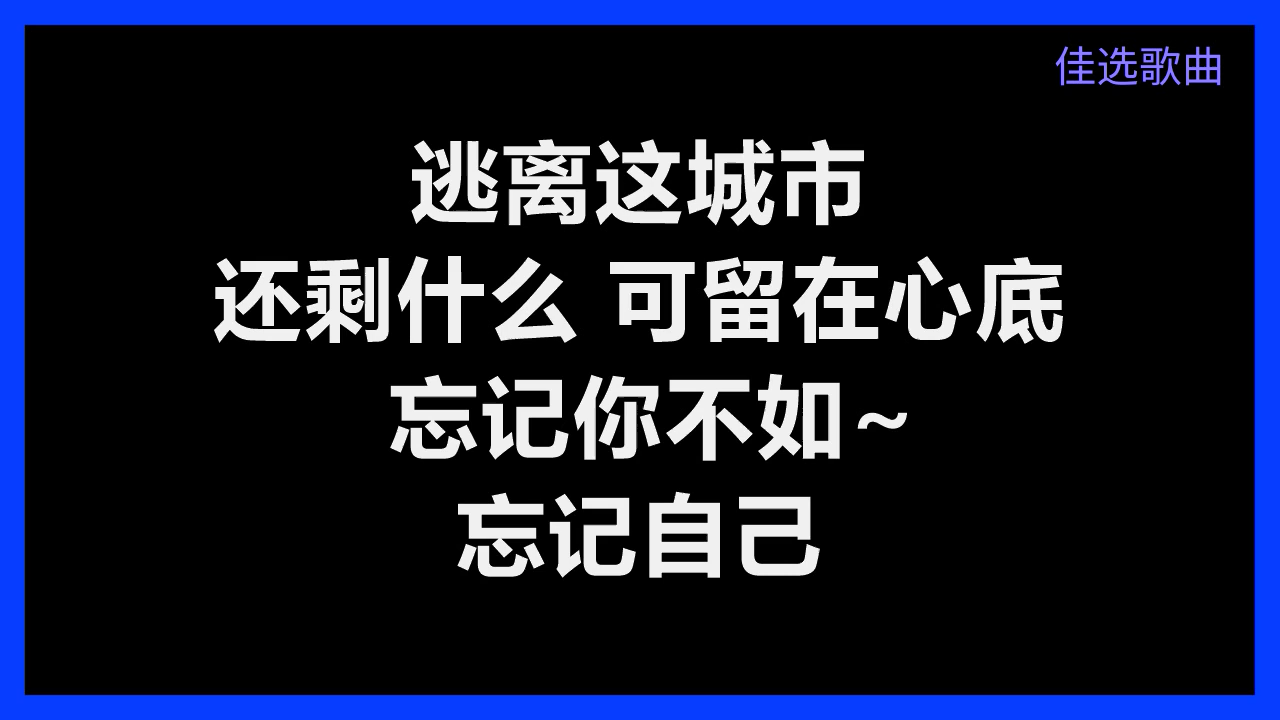 佳选歌曲
逃离这城市
还剩什么 可留在心底
忘记你不如~
忘记自己